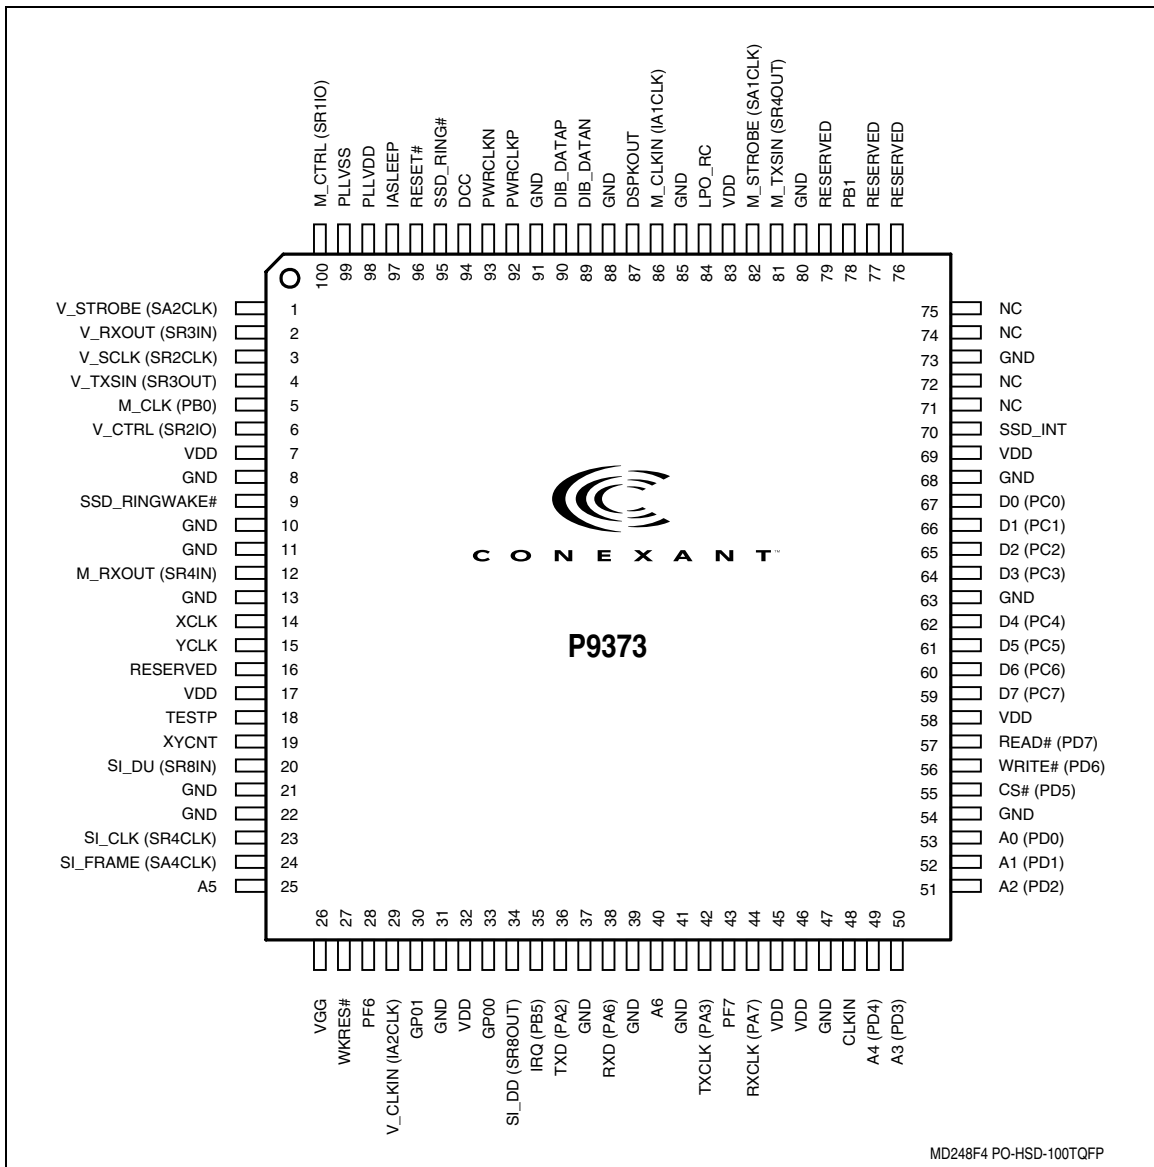 M_CTRL (SR1IO)
PLLVSS
PLLVDD
IASLEEP
RESET#
SSD_RING#
DCC
PWRCLKN
PWRCLKP
GND
DIB_DATAP
DIB_DATAN
GND
DSPKOUT
M_CLKIN (IA1CLK)
GND
LPO_RC
VDD
M_STROBE (SA1CLK)
M_TXSIN (SR4OUT)
GND
RESERVED
PB1
RESERVED
RESERVED
100 99 98 97 96 95 94 93 92 91 90 89 88 87 86 85 84 83 82 81 80 79 78 77 76
V_STROBE (SA2CLK) 1
V_RXOUT (SR3IN) 2
V_SCLK (SR2CLK) 3
V_TXSIN (SR3OUT) 4
M_CLK (PB0) 5
V_CTRL (SR2IO) 6
VDD 7
GND 8
SSD_RINGWAKE# 9
GND 10
GND 11
M_RXOUT (SR4IN) 12
GND 13
XCLK 14
YCLK 15
RESERVED 16
VDD 17
TESTP 18
XYCNT 19
SI_DU (SR8IN) 20
GND 21
GND 22
SI_CLK (SR4CLK) 23
SI_FRAME (SA4CLK) 24
A5 25
CONEXANT™
P9373
75 NC
74 NC
73 GND
72 NC
71 NC
70 SSD_INT
69 VDD
68 GND
67 D0 (PC0)
66 D1 (PC1)
65 D2 (PC2)
64 D3 (PC3)
63 GND
62 D4 (PC4)
61 D5 (PC5)
60 D6 (PC6)
59 D7 (PC7)
58 VDD
57 READ# (PD7)
56 WRITE# (PD6)
55 CS# (PD5)
54 GND
53 A0 (PD0)
52 A1 (PD1)
51 A2 (PD2)
26 27 28 29 30 31 32 33 34 35 36 37 38 39 40 41 42 43 44 45 46 47 48 49 50
VGG
WKRES#
PF6
V_CLKIN (IA2CLK)
GP01
GND
VDD
GP00
SI_DD (SR8OUT)
IRQ (PB5)
TXD (PA2)
GND
RXD (PA6)
GND
A6
GND
TXCLK (PA3)
PF7
RXCLK (PA7)
VDD
VDD
GND
CLKIN
A4 (PD4)
A3 (PD3)
MD248F4 PO-HSD-100TQFP